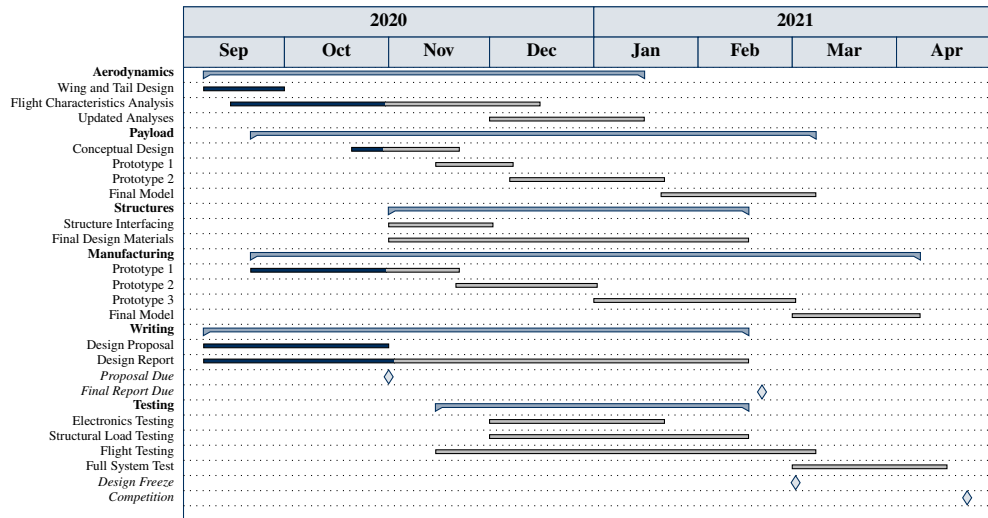 2020 2021
Sep Oct Nov Dec Jan Feb Mar Apr
Aerodynamics
Wing and Tail Design
Flight Characteristics Analysis
Updated Analyses
Payload
Conceptual Design
Prototype 1
Prototype 2
Final Model
Structures
Structure Interfacing
Final Design Materials
Manufacturing
Prototype 1
Prototype 2
Prototype 3
Final Model
Writing
Design Proposal
Design Report
Proposal Due
Final Report Due
Testing
Electronics Testing
Structural Load Testing
Flight Testing
Full System Test
Design Freeze
Competition